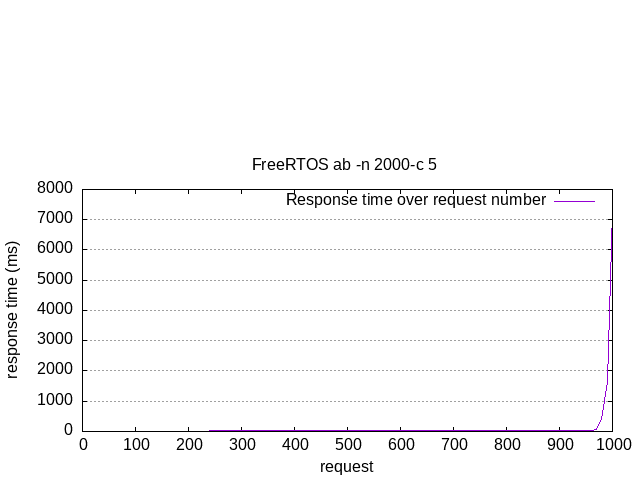 FreeRTOS ab -n 2000-c 5
Response time over request number
8000
7000
6000
5000
4000
3000
2000
1000
0
response time (ms)
0 100 200 300 400 500 600 700 800 900 1000
request